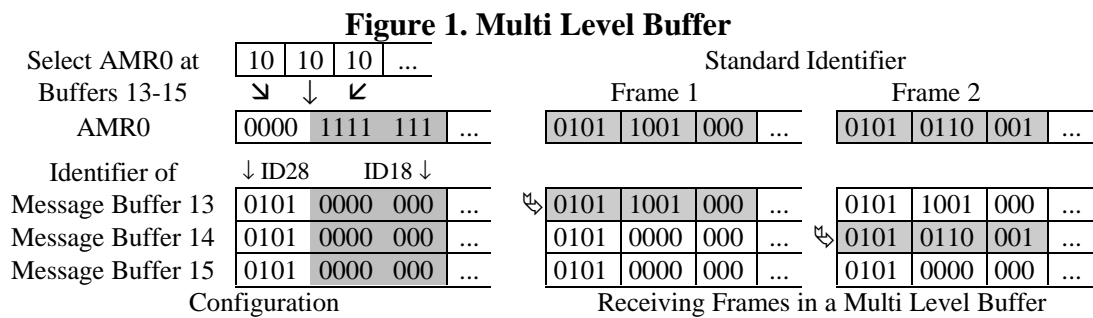 Figure 1. Multi Level Buffer
Select AMR0 at 10 10 10 ... Standard Identifier
Buffers 13-15 ↘ ↓ ↙ Frame 1 Frame 2
AMR0 0000 1111 111 ... 0101 1001 000 ... 0101 0110 001 ...
Identifier of ↓ ID28 ID18 ↓
Message Buffer 13 0101 0000 000 ... 0101 1001 000 ... 0101 1001 000 ...
Message Buffer 14 0101 0000 000 ... 0101 0000 000 ... 0101 0110 001 ...
Message Buffer 15 0101 0000 000 ... 0101 0000 000 ... 0101 0000 000 ...
Configuration Receiving Frames in a Multi Level Buffer